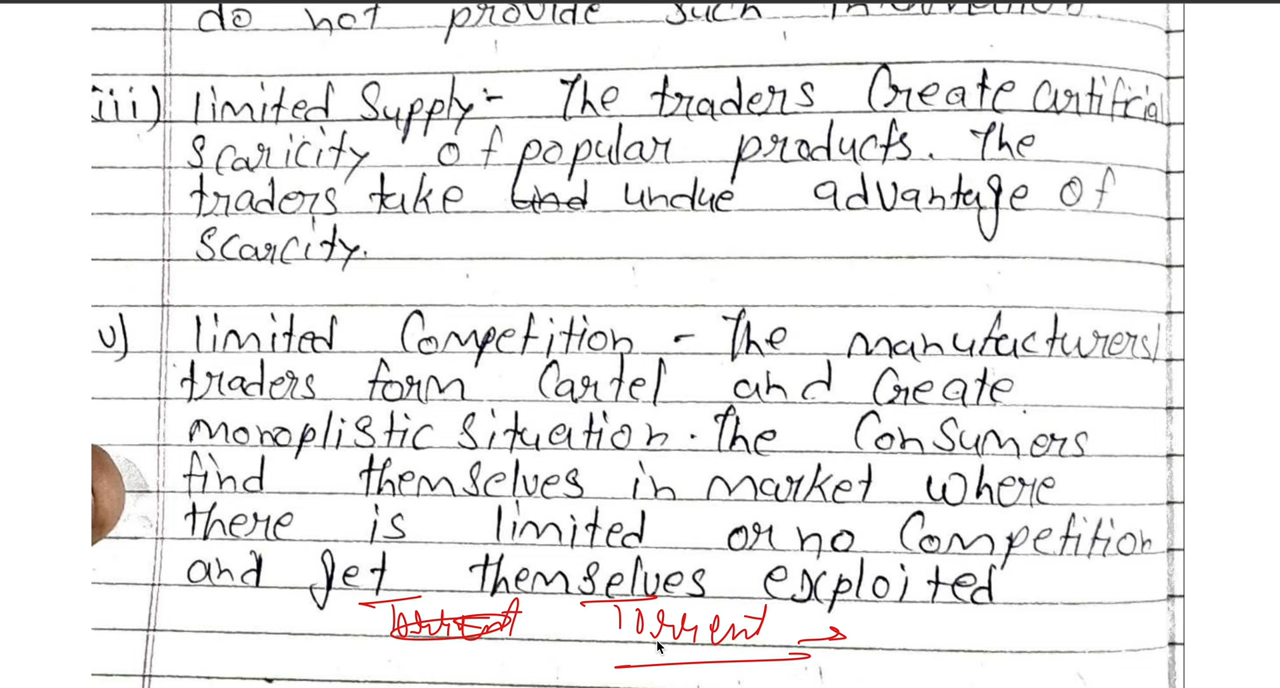 do not provide such
iii) limited Supply:- The traders Create artificial
scaricity of popular products. The
traders take undue advantage of
scarcity.
v) limited Competition - The manufacturers/
traders form Cartel and Create
monoplistic situation. The Consumers
find themselves in market where
there is limited or no Competition
and get themselves exploited
Torrent